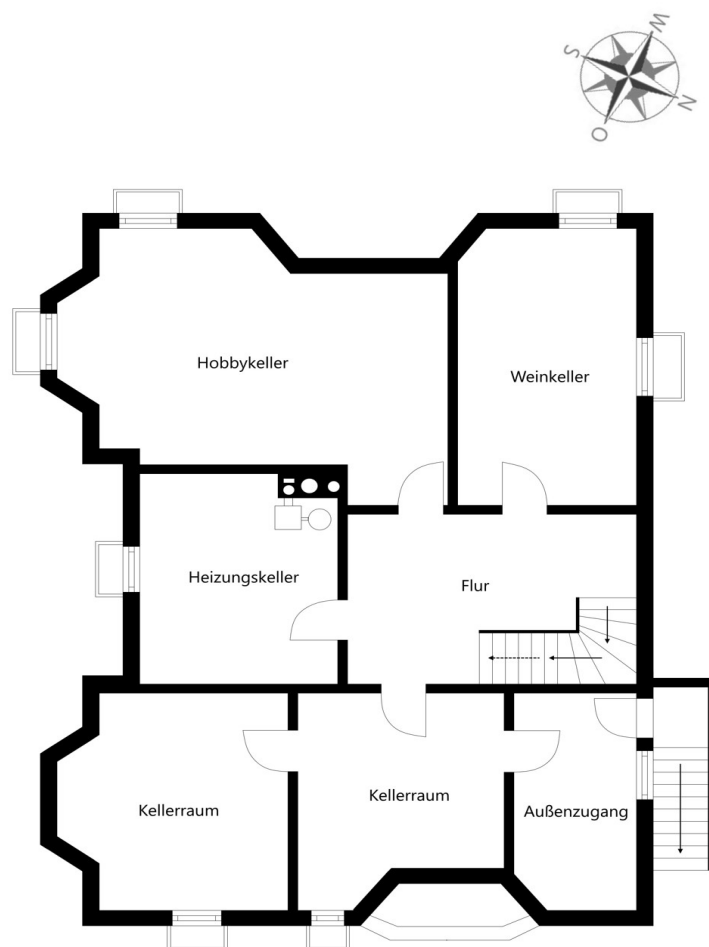 W
S
N
O
Hobbykeller
Weinkeller
Heizungskeller
Flur
Kellerraum
Kellerraum
Außenzugang